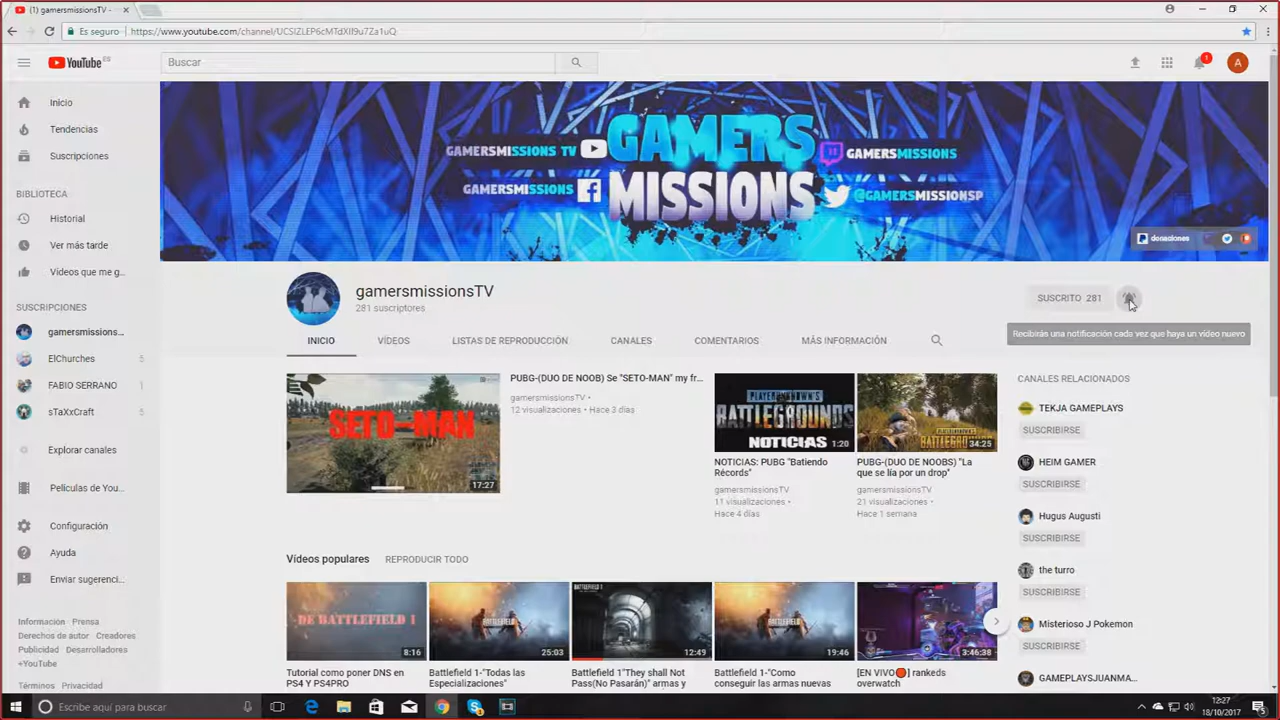 (1) gamersmissionsTV -
Es seguro | https://www.youtube.com/channel/UCSIZLEP6cMTdXII9u7Za1uQ
YouTube ES
Buscar
1
A
Inicio
Tendencias
Suscripciones
BIBLIOTECA
Historial
Ver más tarde
Vídeos que me g...
SUSCRIPCIONES
gamersmissions...
ElChurches 5
FABIO SERRANO 1
sTaXxCraft 5
Explorar canales
Películas de You...
Configuración
Ayuda
Enviar sugerenci...
Información Prensa
Derechos de autor Creadores
Publicidad Desarrolladores
+YouTube
Términos Privacidad
GAMERSMISSIONS TV
GAMERS
MISSIONS
GAMERSMISSIONS
GAMERSMISSIONS
@GAMERSMISSIONSP
donaciones
gamersmissionsTV
281 suscriptores
SUSCRITO 281
Recibirás una notificación cada vez que haya un vídeo nuevo
INICIO
VÍDEOS
LISTAS DE REPRODUCCIÓN
CANALES
COMENTARIOS
MÁS INFORMACIÓN
SETO-MAN
17:27
PUBG-(DUO DE NOOB) Se "SETO-MAN" my fr...
gamersmissionsTV •
12 visualizaciones • Hace 3 días
PLAYERUNKNOWN'S
BATTLEGROUNDS
NOTICIAS
1:20
NOTICIAS: PUBG "Batiendo
Récords"
gamersmissionsTV
11 visualizaciones •
Hace 4 días
BATTLEGROUNDS
34:25
PUBG-(DUO DE NOOBS) "La
que se lía por un drop"
gamersmissionsTV
21 visualizaciones •
Hace 1 semana
CANALES RELACIONADOS
TEKJA GAMEPLAYS
SUSCRIBIRSE
HEIM GAMER
SUSCRIBIRSE
Hugus Augusti
SUSCRIBIRSE
the turro
SUSCRIBIRSE
Misterioso J Pokemon
SUSCRIBIRSE
GAMEPLAYSJUANMA...
Vídeos populares
REPRODUCIR TODO
DE BATTLEFIELD 1
8:16
Tutorial como poner DNS en
PS4 Y PS4PRO
25:03
Battlefield 1-"Todas las
Especializaciones"
BATTLEFIELD 1
12:49
Battlefield 1"They shall Not
Pass(No Pasarán)" armas y
19:46
Battlefield 1-"Como
conseguir las armas nuevas
3:46:38
[EN VIVO🔴] rankeds
overwatch
Escribe aquí para buscar
12:27
18/10/2017
5